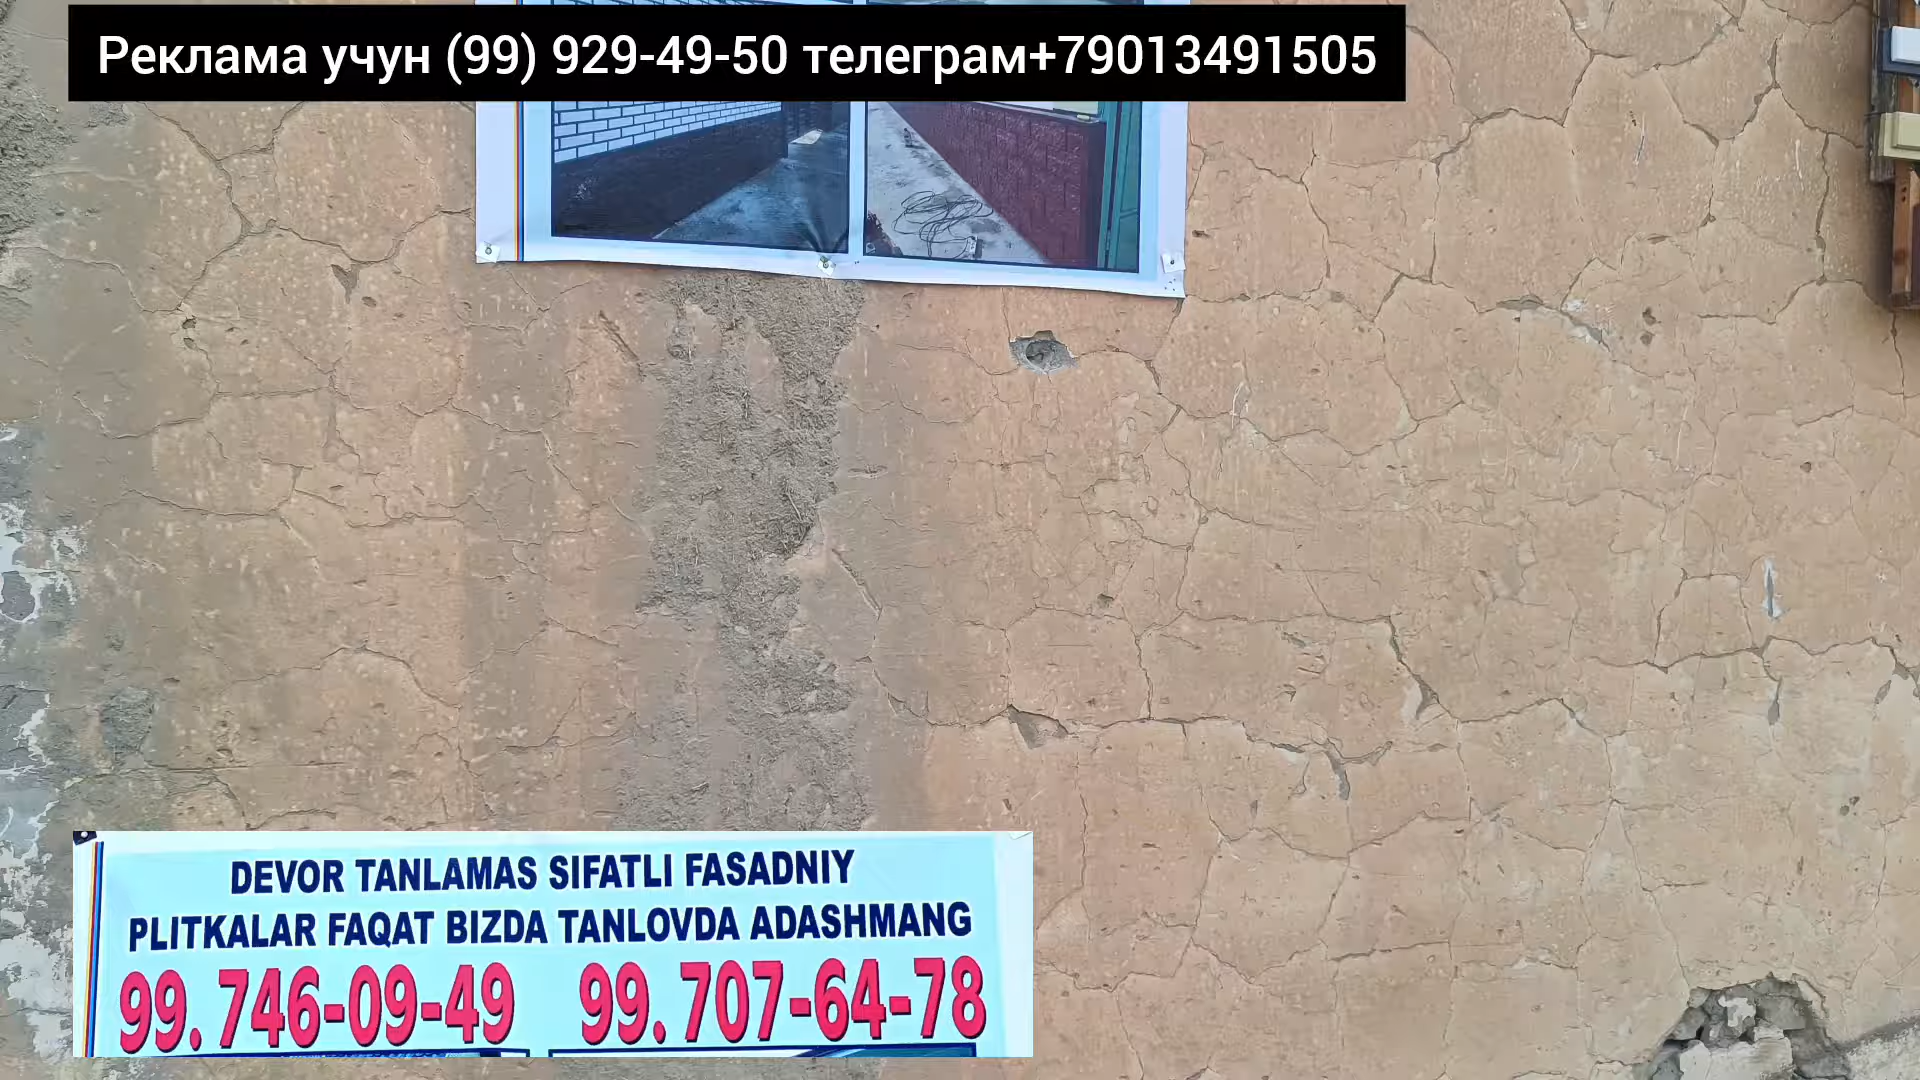 Реклама учун (99) 929-49-50 телеграм+79013491505
DEVOR TANLAMAS SIFATLI FASADNIY
PLITKALAR FAQAT BIZDA TANLOVDA ADASHMANG
99.746-09-49 99.707-64-78